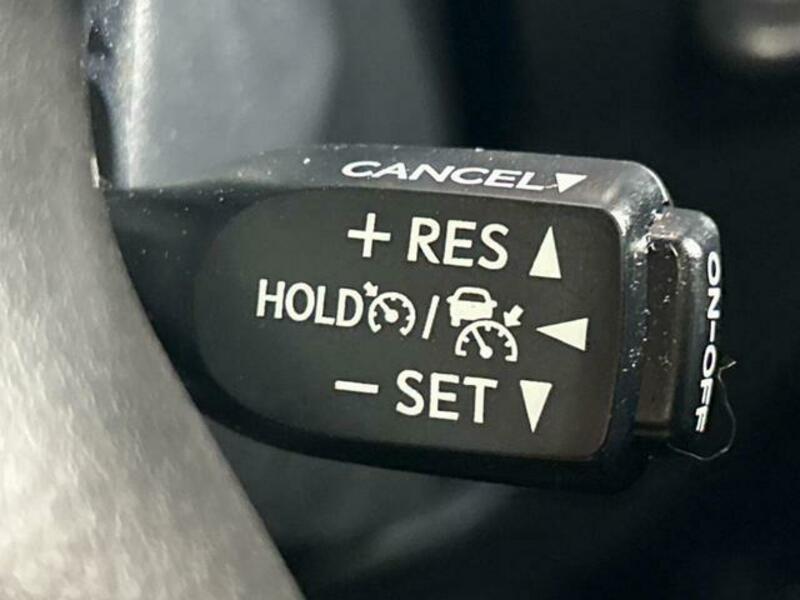 CANCEL
+ RES
HOLD /
− SET
ON-OFF